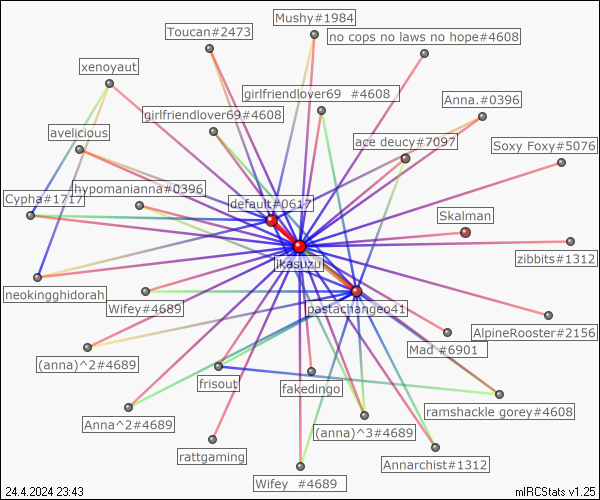 Mushy#1984
Toucan#2473
no cops no laws no hope#4608
xenoyaut
girlfriendlover69 #4608
Anna.#0396
girlfriendlover69#4608
avelicious
ace deucy#7097
Soxy Foxy#5076
hypomanianna#0396
Cypha#1717
default#0617
Skalman
jkasuzu
zibbits#1312
neokingghidorah
Wifey#4689
pastachangeo41
AlpineRooster#2156
Mad #6901
(anna)^2#4689
frisout
fakedingo
ramshackle gorey#4608
Anna^2#4689
(anna)^3#4689
rattgaming
Annarchist#1312
Wifey #4689
24.4.2024 23:43
mIRCStats v1.25